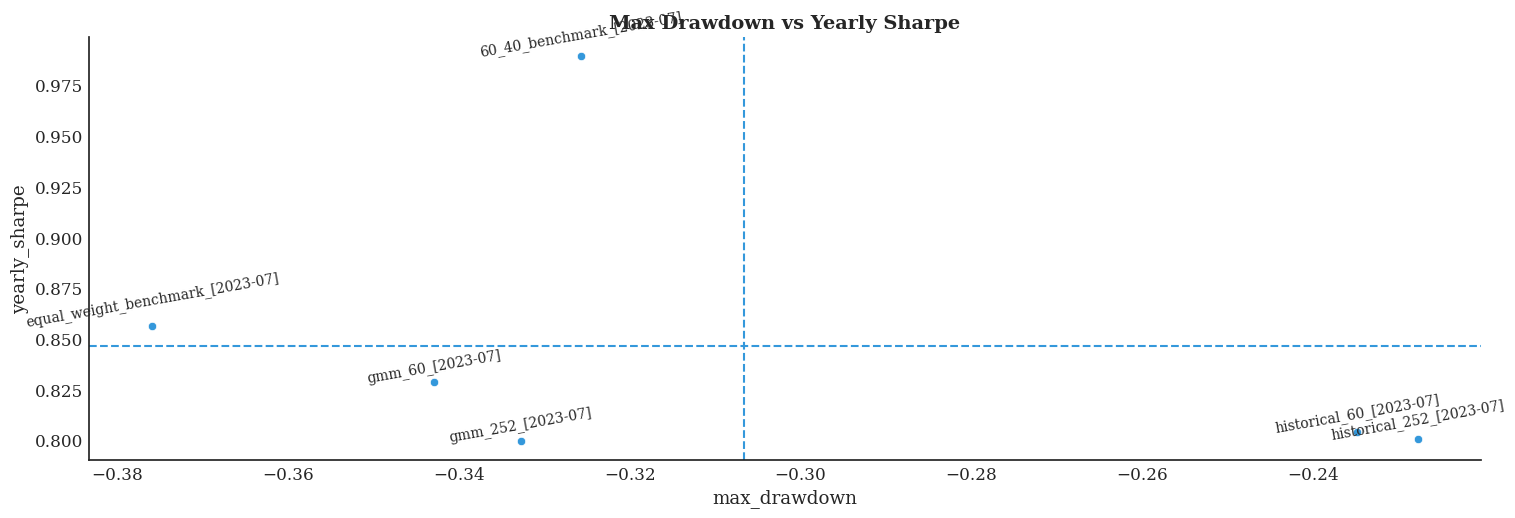 Max Drawdown vs Yearly Sharpe
60_40_benchmark_[2023-07]
0.975
0.950
0.925
0.900
0.875
0.850
0.825
0.800
yearly_sharpe
equal_weight_benchmark_[2023-07]
gmm_60_[2023-07]
gmm_252_[2023-07]
historical_60_[2023-07]
historical_252_[2023-07]
−0.38 −0.36 −0.34 −0.32 −0.30 −0.28 −0.26 −0.24
max_drawdown